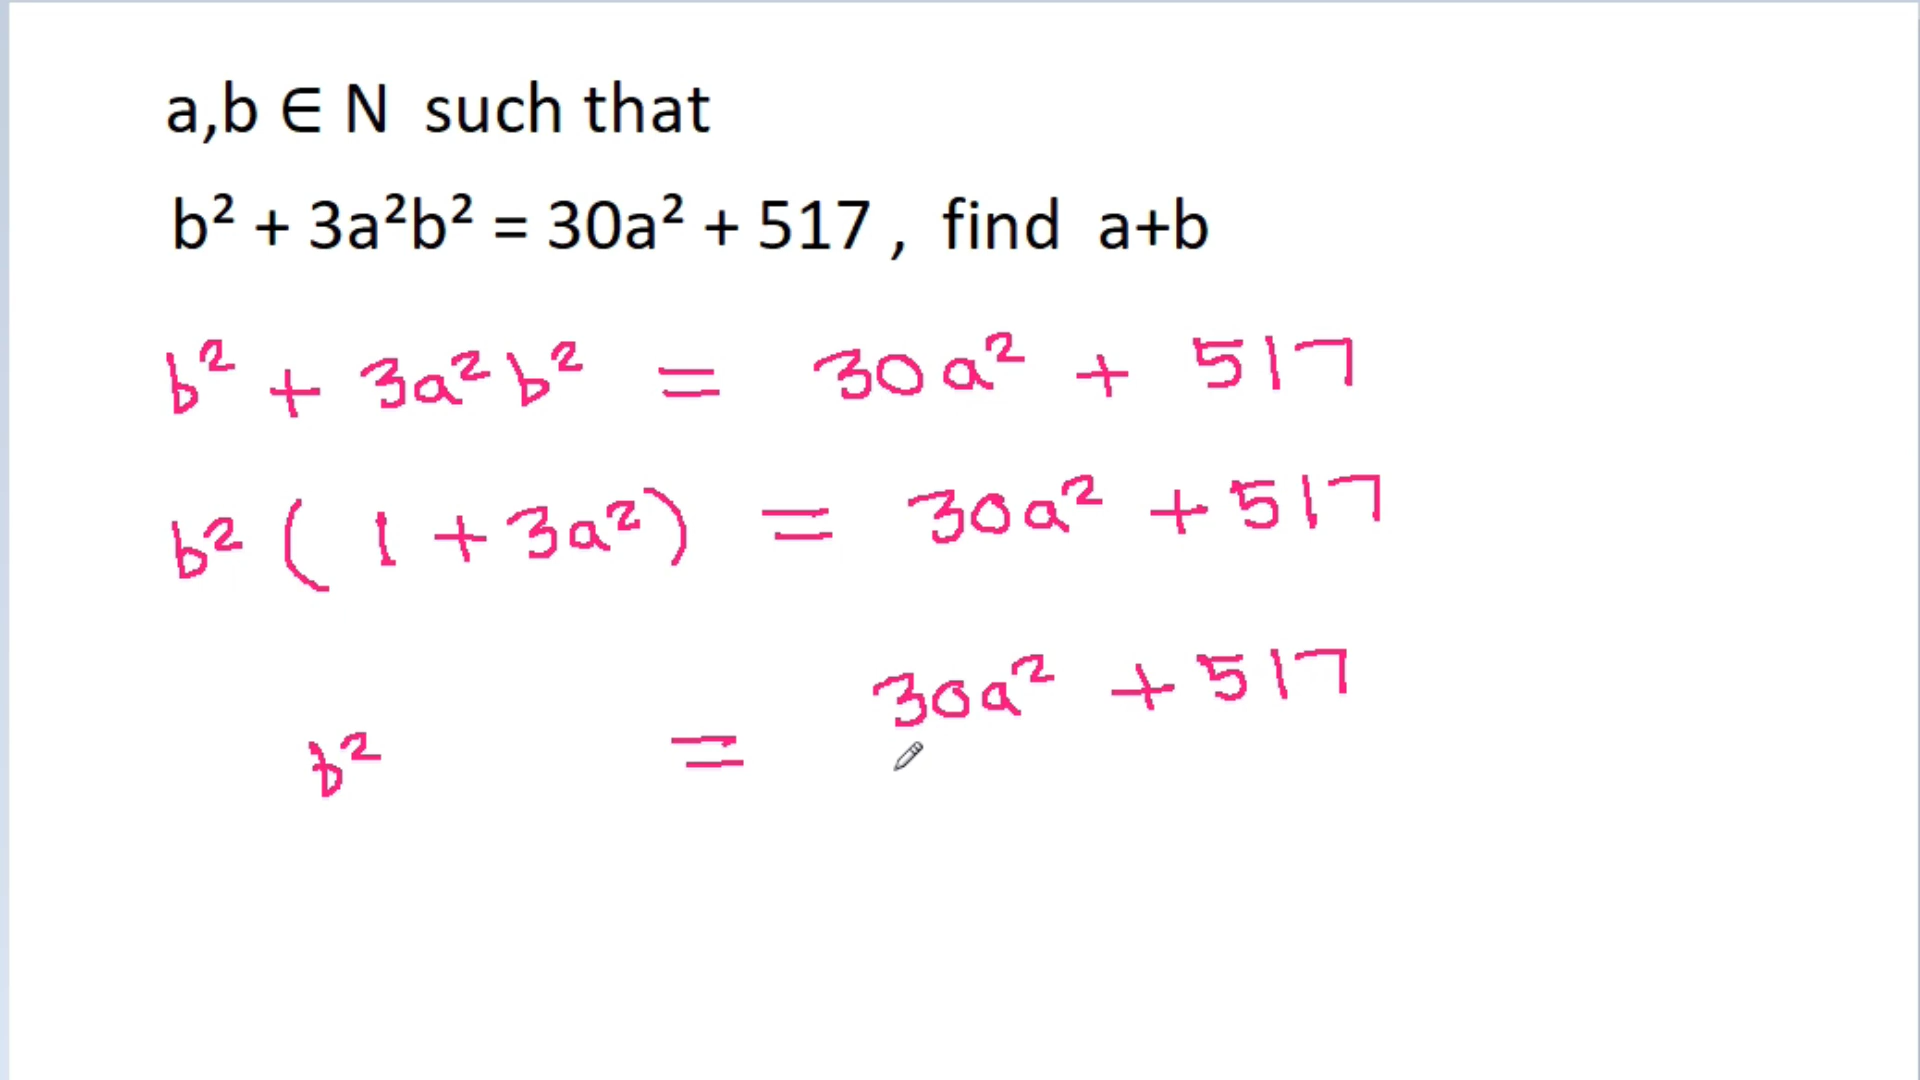 a,b ∈ N such that
b² + 3a²b² = 30a² + 517 , find a+b
b² + 3a²b² = 30a² + 517
b² ( 1 + 3a² ) = 30a² + 517
b² = 30a² + 517